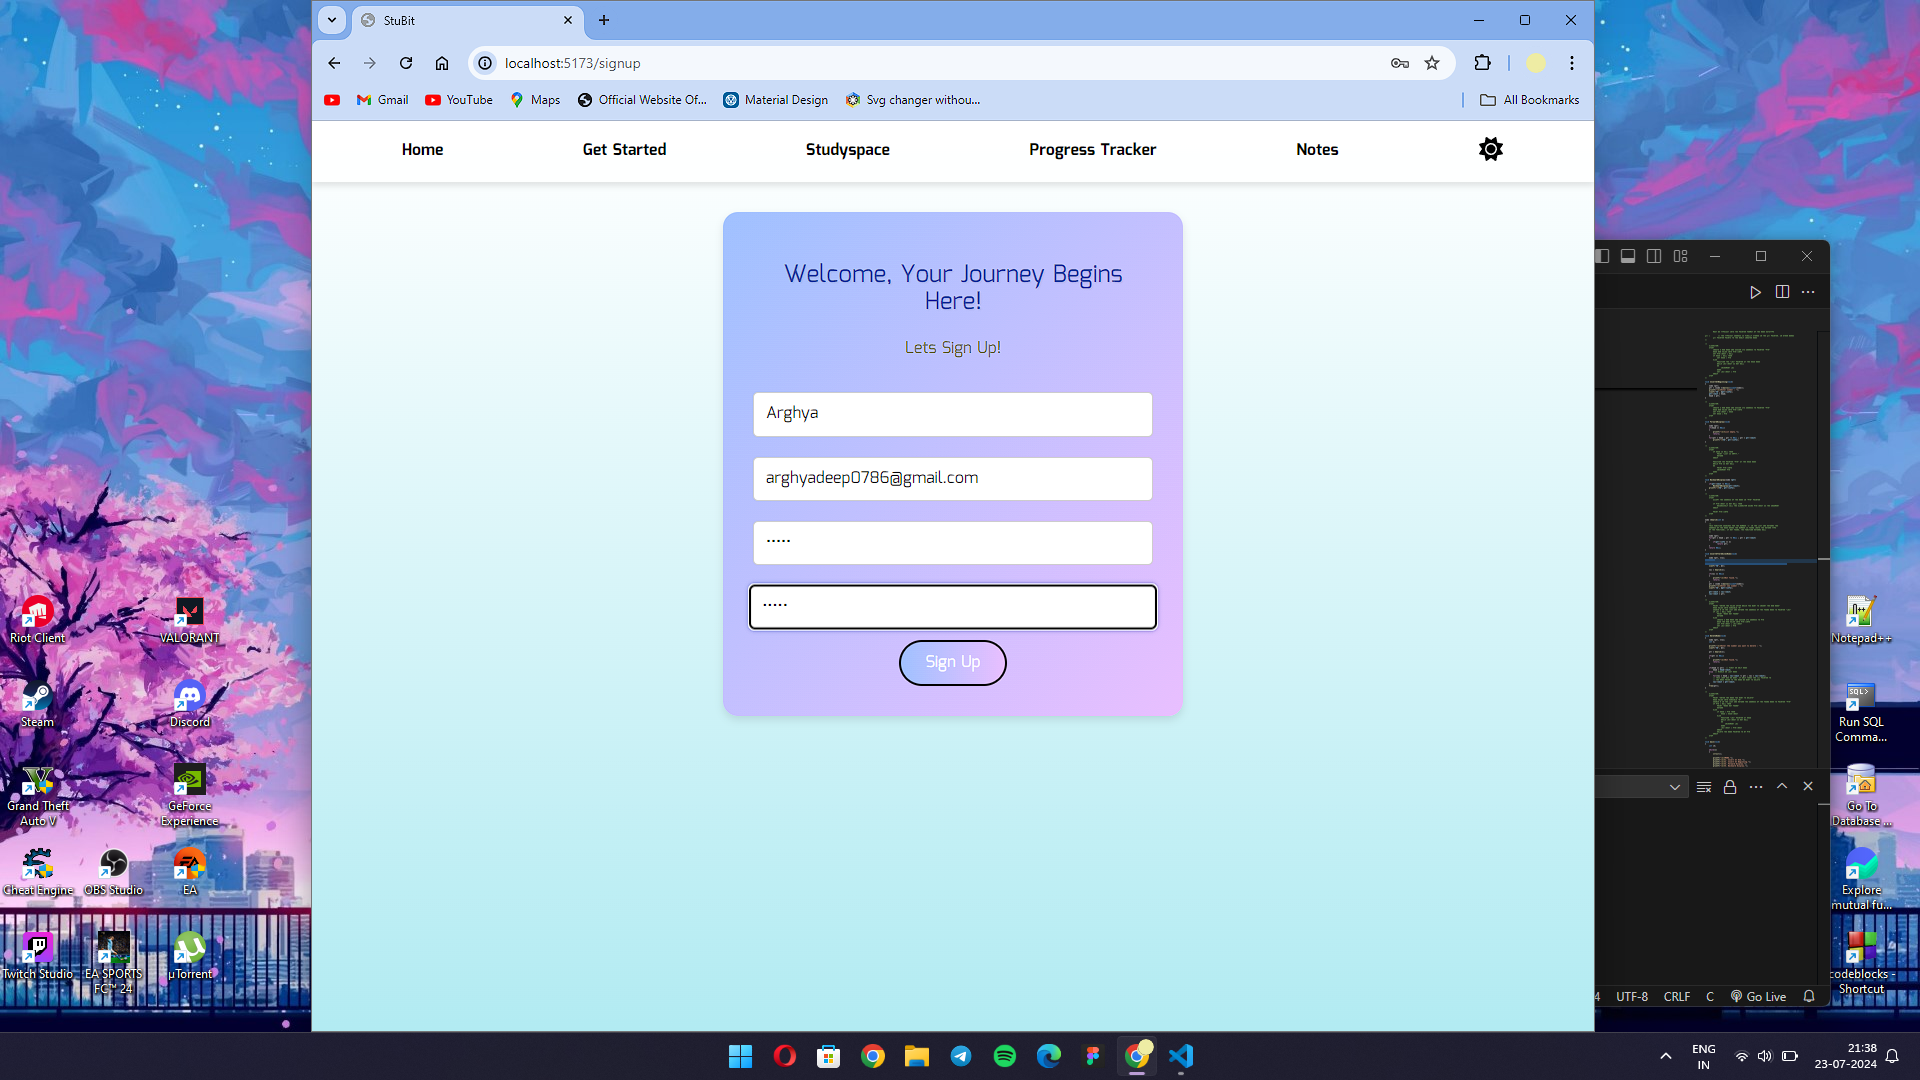 StuBit
localhost:5173/signup
Gmail
YouTube
Maps
Official Website Of...
Material Design
Svg changer withou...
All Bookmarks
Home
Get Started
Studyspace
Progress Tracker
Notes
Welcome, Your Journey Begins
Here!
Lets Sign Up!
Arghya
arghyadeep0786@gmail.com
.....
.....
Sign Up
Riot Client
VALORANT
Steam
Discord
Grand Theft
Auto V
GeForce
Experience
Cheat Engine
OBS Studio
EA
Twitch Studio
EA SPORTS
FC™ 24
µTorrent
Notepad++
SQL>
Run SQL
Comma...
Go To
Database ...
Explore
mutual fu...
codeblocks -
Shortcut
4
UTF-8
CRLF
C
Go Live
ENG
IN
21:38
23-07-2024